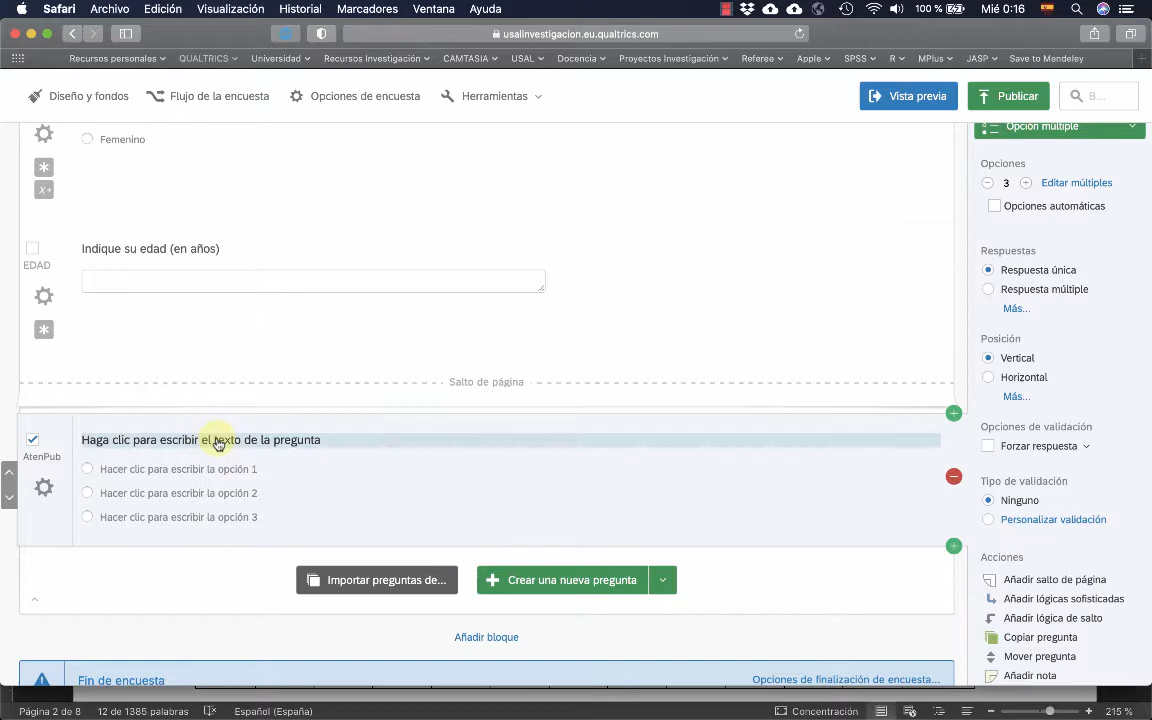 Safari Archivo Edición Visualización Historial Marcadores Ventana Ayuda 100 % Mié 0:16
usalinvestigacion.eu.qualtrics.com
Recursos personales QUALTRICS Universidad Recursos Investigación CAMTASIA USAL Docencia Proyectos Investigación Referee Apple SPSS R MPlus JASP Save to Mendeley
Diseño y fondos Flujo de la encuesta Opciones de encuesta Herramientas Vista previa Publicar B...
Opción múltiple
Femenino
Opciones
3 Editar múltiples
Opciones automáticas
Indique su edad (en años)
EDAD
Respuestas
Respuesta única
Respuesta múltiple
Más...
Posición
Vertical
Horizontal
Más...
Salto de página
Opciones de validación
Forzar respuesta
Haga clic para escribir el texto de la pregunta
AtenPub
Hacer clic para escribir la opción 1
Hacer clic para escribir la opción 2
Hacer clic para escribir la opción 3
Tipo de validación
Ninguno
Personalizar validación
Acciones
Añadir salto de página
Añadir lógicas sofisticadas
Añadir lógica de salto
Copiar pregunta
Mover pregunta
Añadir nota
Importar preguntas de... Crear una nueva pregunta
Añadir bloque
Fin de encuesta Opciones de finalización de encuesta...
Página 2 de 8 12 de 1385 palabras Español (España) Concentración 215 %